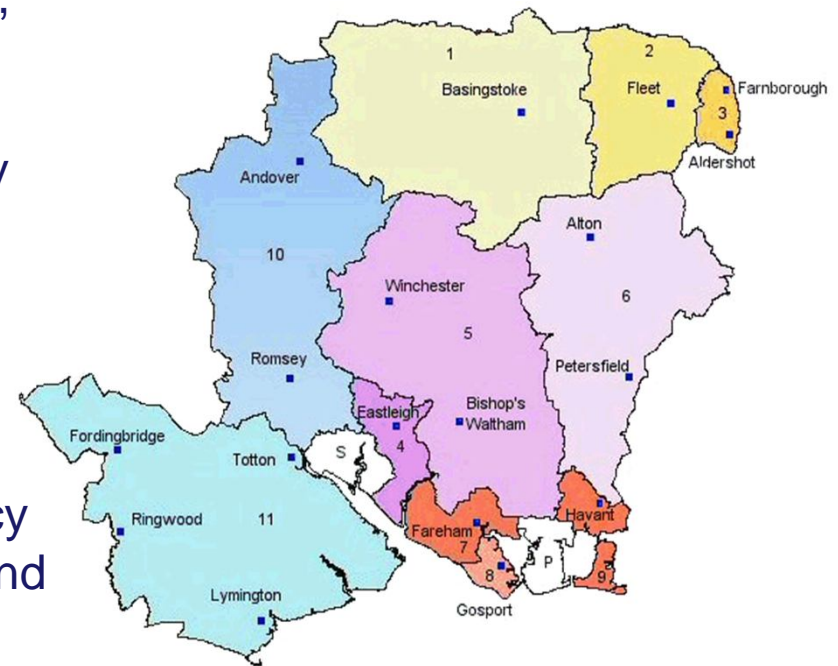 ,
y
cy
nd
1
2
Basingstoke
Fleet
Farnborough
3
Aldershot
Andover
Alton
10
Winchester
6
5
Romsey
Petersfield
Eastleigh
Bishop's
Waltham
4
Fordingbridge
S
Totton
Ringwood
11
Fareham
7
Havant
P
8
9
Lymington
Gosport